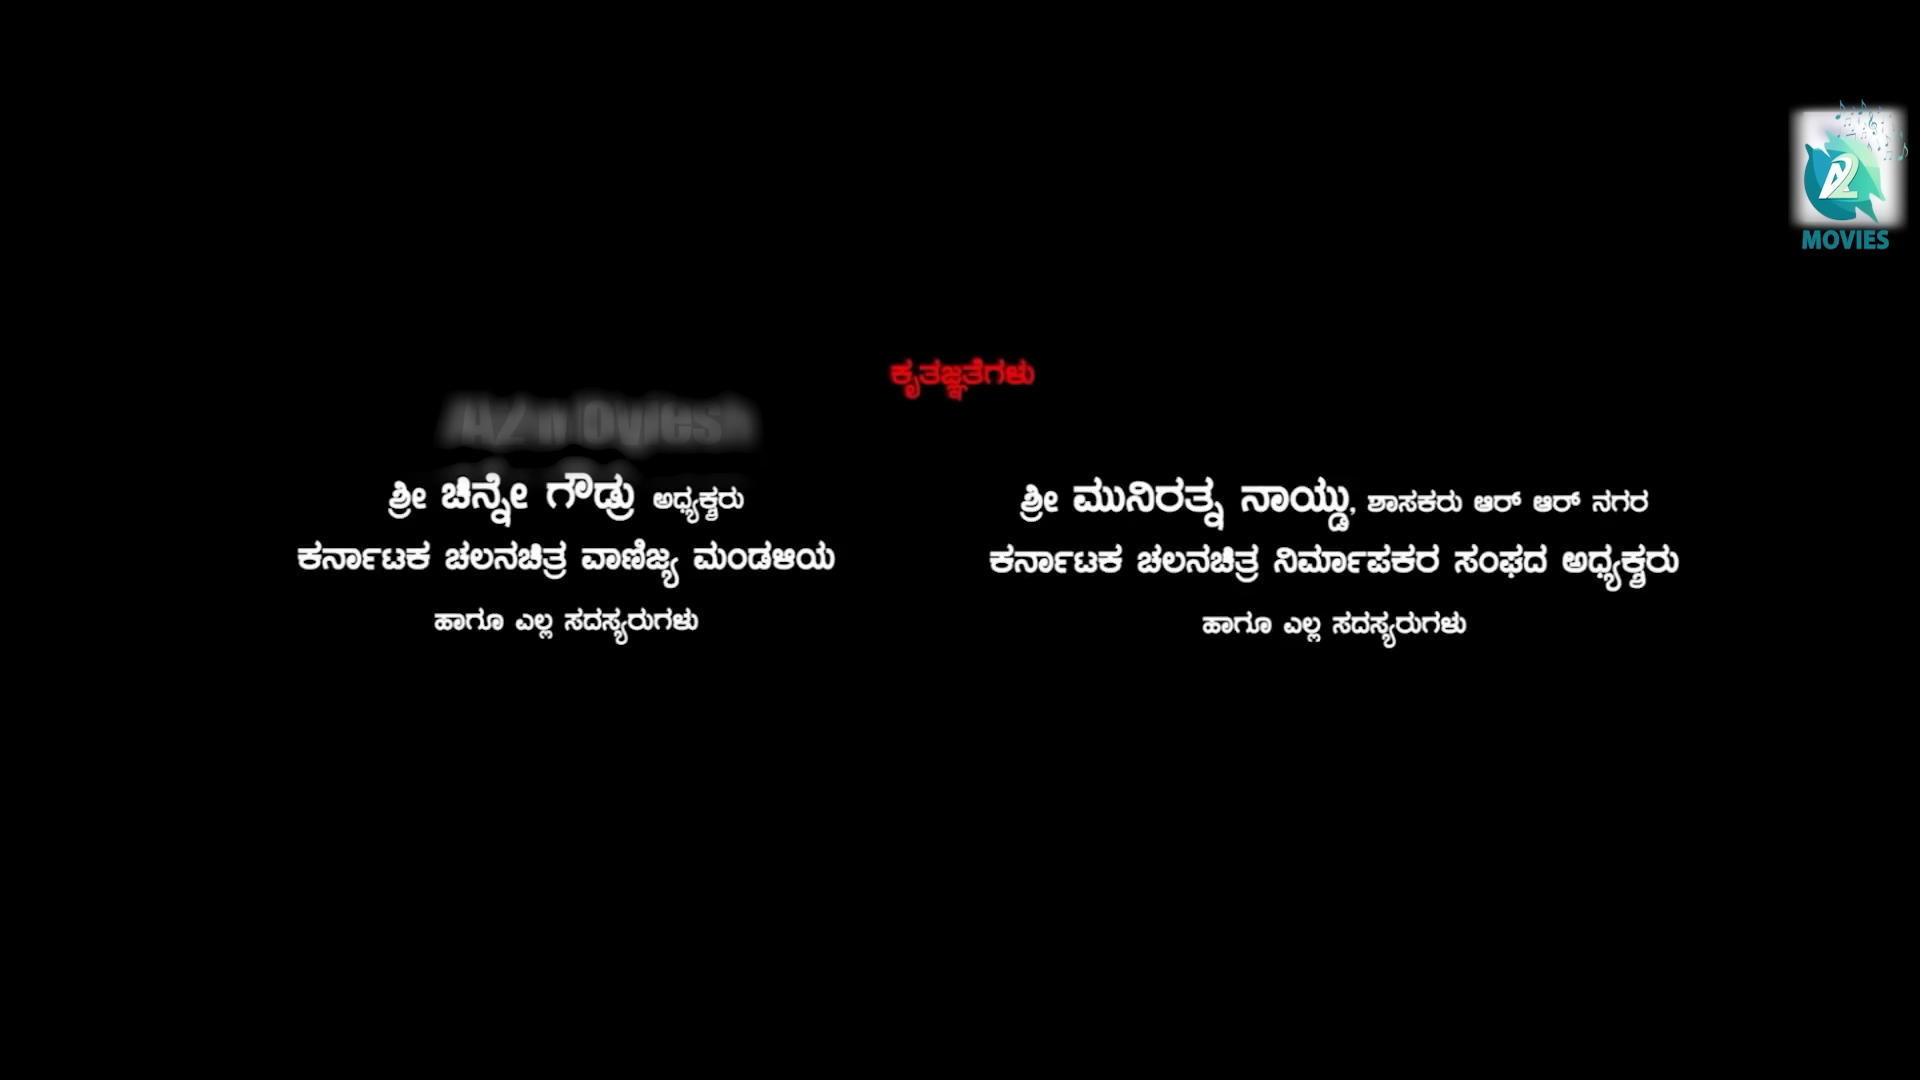 A2
MOVIES
ಕೃತಜ್ಞತೆಗಳು
ಶ್ರೀ ಚಿನ್ನೇ ಗೌಡ್ರು ಅಧ್ಯಕ್ಷರು
ಕರ್ನಾಟಕ ಚಲನಚಿತ್ರ ವಾಣಿಜ್ಯ ಮಂಡಳಿಯ
ಹಾಗೂ ಎಲ್ಲ ಸದಸ್ಯರುಗಳು
ಶ್ರೀ ಮುನಿರತ್ನ ನಾಯ್ಡು, ಶಾಸಕರು ಆರ್ ಆರ್ ನಗರ
ಕರ್ನಾಟಕ ಚಲನಚಿತ್ರ ನಿರ್ಮಾಪಕರ ಸಂಘದ ಅಧ್ಯಕ್ಷರು
ಹಾಗೂ ಎಲ್ಲ ಸದಸ್ಯರುಗಳು